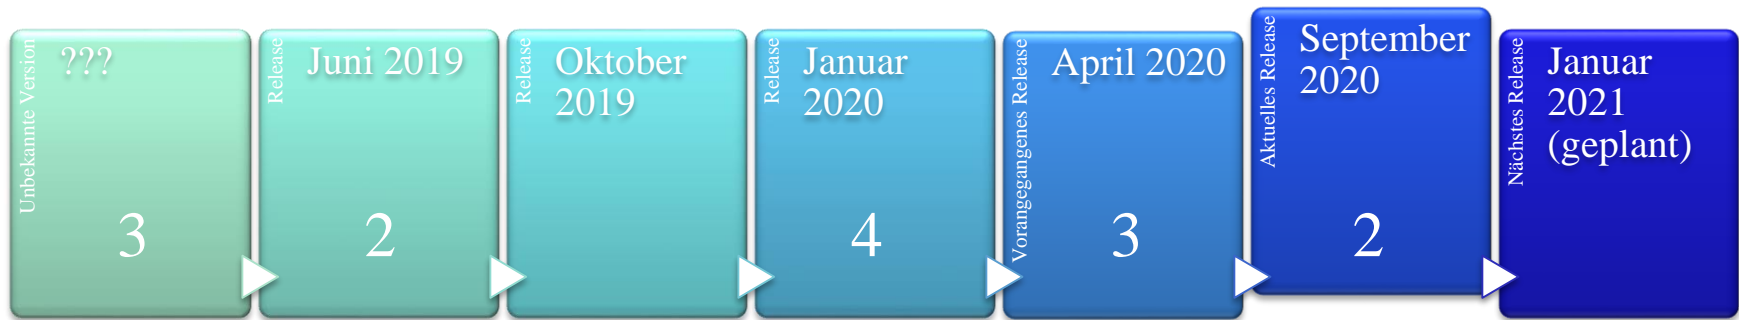 Unbekannte Version
???
3
Release
Juni 2019
2
Release
Oktober
2019
Release
Januar
2020
4
Vorangegangenes Release
April 2020
3
Aktuelles Release
September
2020
2
Nächstes Release
Januar
2021
(geplant)